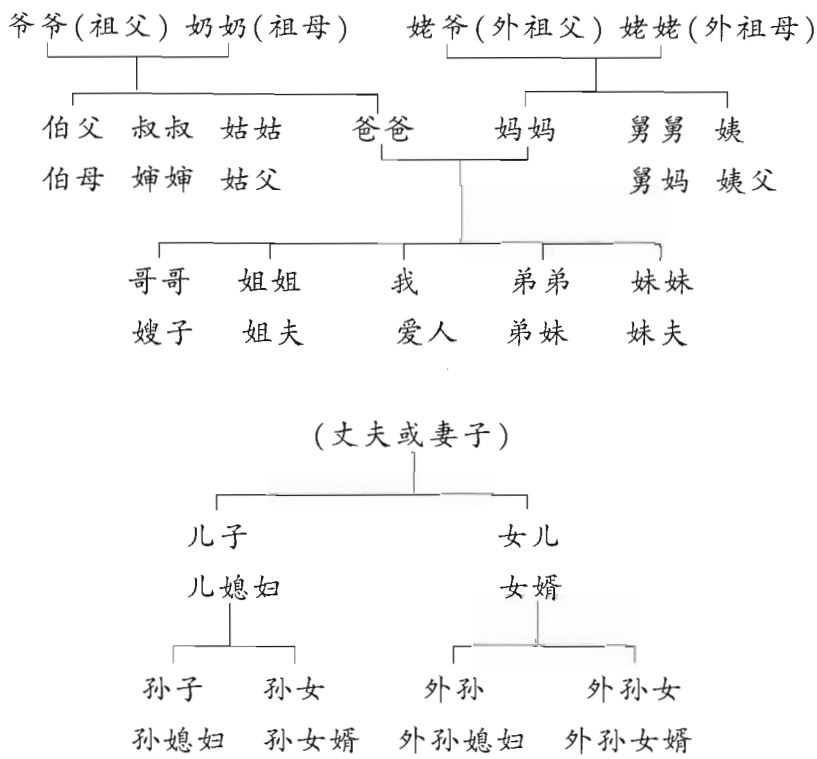 爷爷(祖父) 奶奶(祖母) 姥爷(外祖父) 姥姥(外祖母)
伯父 叔叔 姑姑 爸爸 妈妈 舅舅 姨
伯母 婶婶 姑父 舅妈 姨父
哥哥 姐姐 我 弟弟 妹妹
嫂子 姐夫 爱人 弟妹 妹夫
(丈夫或妻子)
儿子 女儿
儿媳妇 女婿
孙子 孙女 外孙 外孙女
孙媳妇 孙女婿 外孙媳妇 外孙女婿